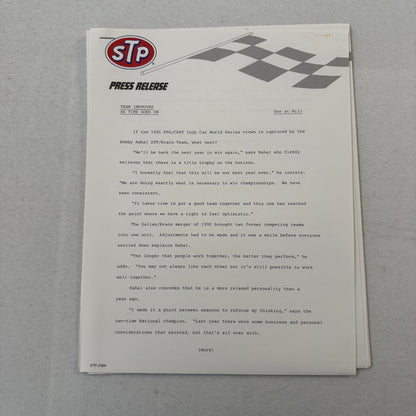 STP
PRESS RELEASE
TEAM IMPROVES
AS TIME GOES ON
Use at Will
If the 1991 PPG/CART Indy Car World Series crown is captured by the
Bobby Rahal STP/Kraco Team, what next?
"We'll be back the next year to win again," says Rahal who firmly
believes that there is a title trophy on the horizon.
"I honestly feel that this will be our best year ever," he insists.
"We are doing exactly what is necessary to win championships. We have
been consistent.
"It takes time to put a good team together and this one has reached
the point where we have a right to feel optimistic."
The Galles/Kraco merger of 1990 brought two former competing teams
into one unit. Adjustments had to be made and it was a while before everyone
settled down explains Rahal.
"The longer that people work together, the better they perform," he
adds. "You may not always like each other but it's still possible to work
well together."
Rahal also concedes that he is a more relaxed personality than a
year ago.
"I made it a point between seasons to refocus my thinking," says the
two-time National champion. "Last year there were some business and personal
considerations that existed, but that's all over with.
(more)